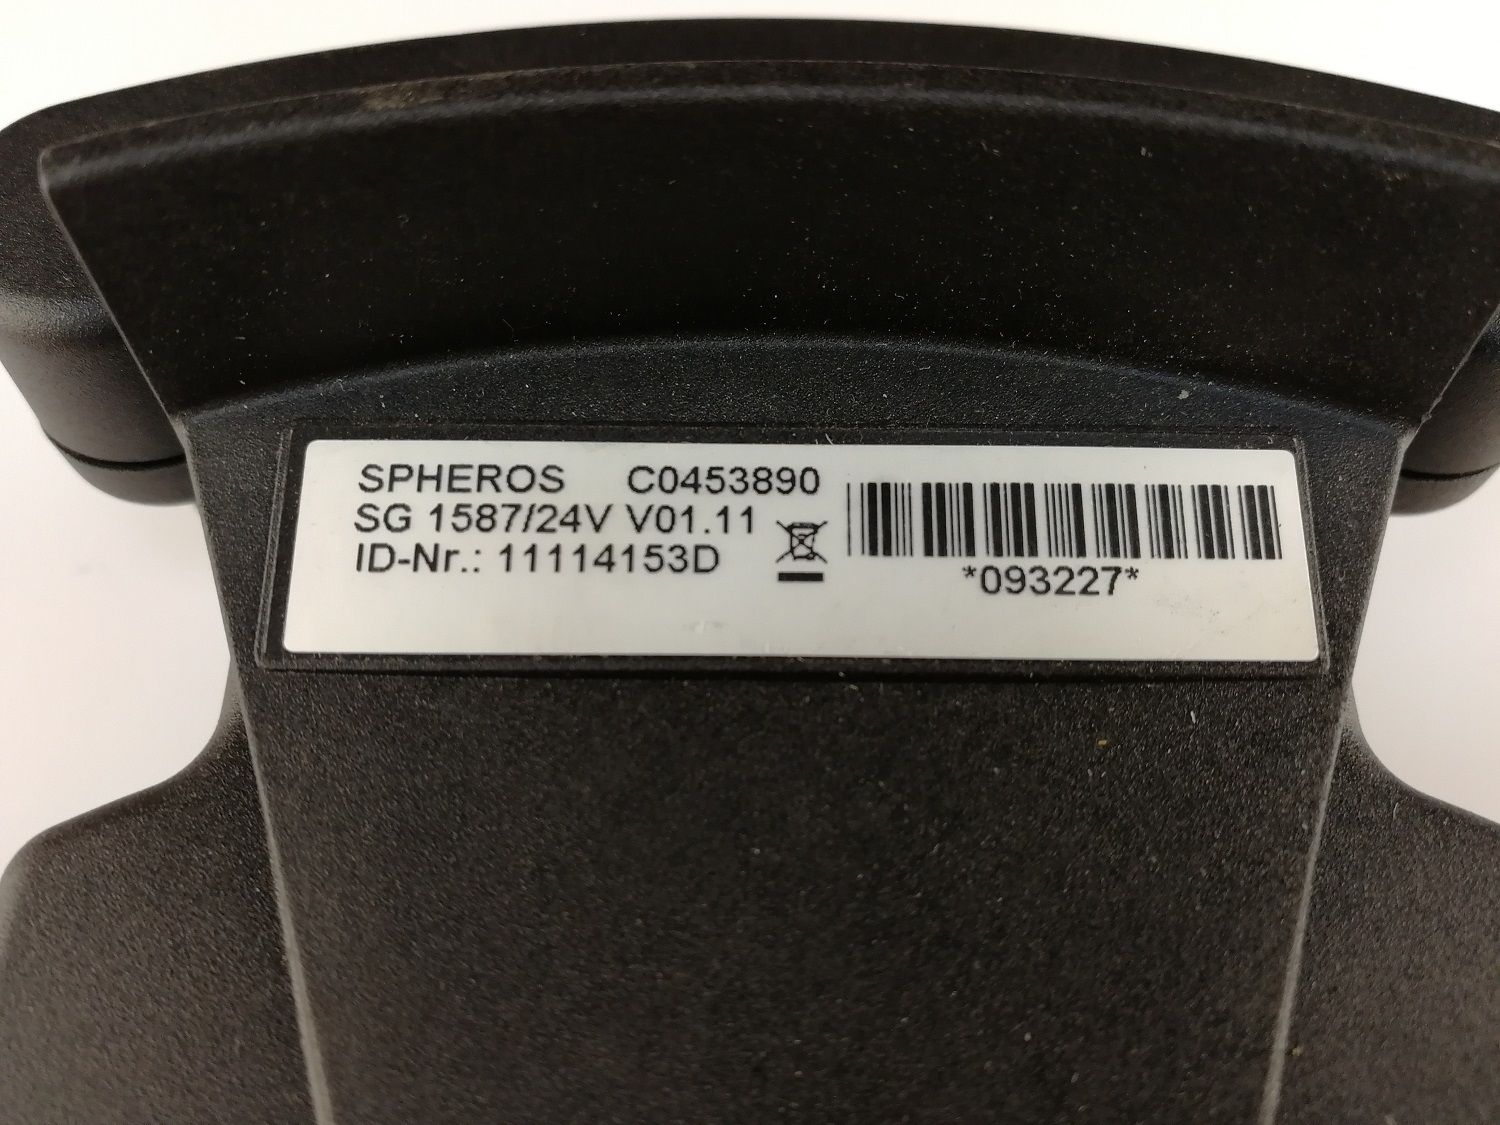 SPHEROS C0453890
SG 1587/24V V01.11
ID-Nr.: 11114153D
*093227*